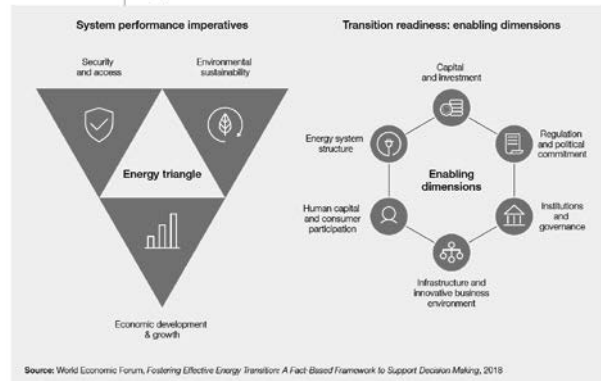 System performance imperatives
Transition readiness: enabling dimensions
Security
and access
Environmental
sustainability
Energy triangle
Economic development
& growth
Capital
and investment
Energy system
structure
Regulation
and political
commitment
Enabling
dimensions
Human capital
and consumer
participation
Institutions
and
governance
Infrastructure and
innovative business
environment
Source: World Economic Forum, Fostering Effective Energy Transition: A Fact-Based Framework to Support Decision Making, 2018